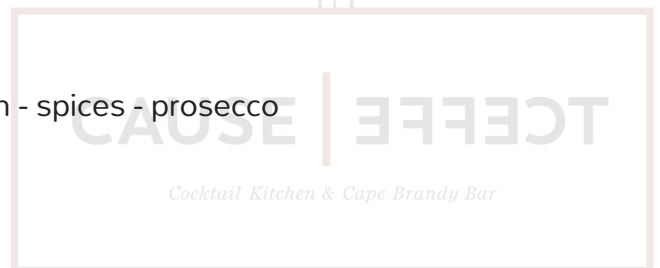 - spices - prosecco
CAUSE | EFFECT
Cocktail Kitchen & Cape Brandy Bar